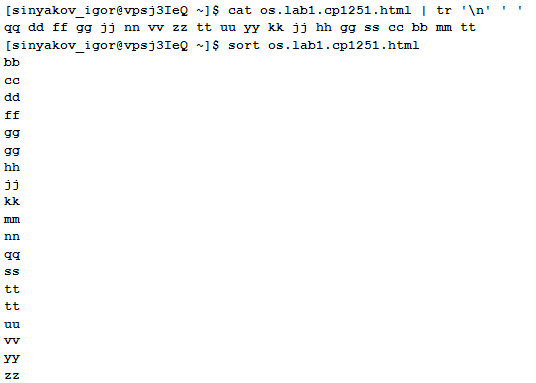 [sinyakov_igor@vpsj3IeQ ~]$ cat os.lab1.cp1251.html | tr '\n' ' '
qq dd ff gg jj nn vv zz tt uu yy kk jj hh gg ss cc bb mm tt
[sinyakov_igor@vpsj3IeQ ~]$ sort os.lab1.cp1251.html
bb
cc
dd
ff
gg
gg
hh
jj
kk
mm
nn
qq
ss
tt
tt
uu
vv
yy
zz